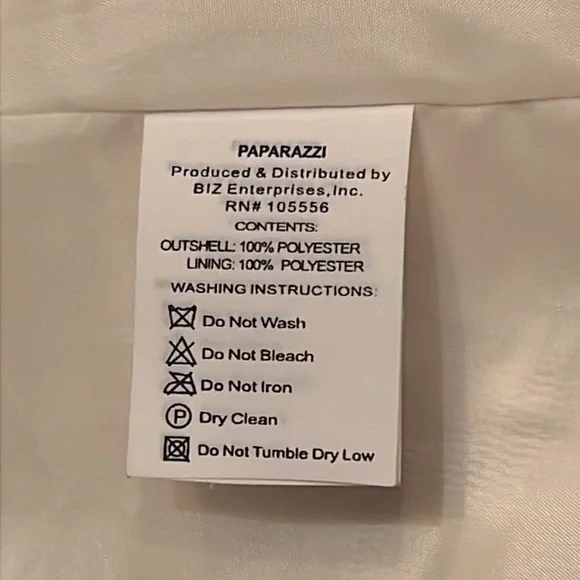 PAPARAZZI
Produced & Distributed by
BIZ Enterprises,Inc.
RN# 105556
CONTENTS:
OUTSHELL: 100% POLYESTER
LINING: 100% POLYESTER
WASHING INSTRUCTIONS:
Do Not Wash
Do Not Bleach
Do Not Iron
P Dry Clean
Do Not Tumble Dry Low